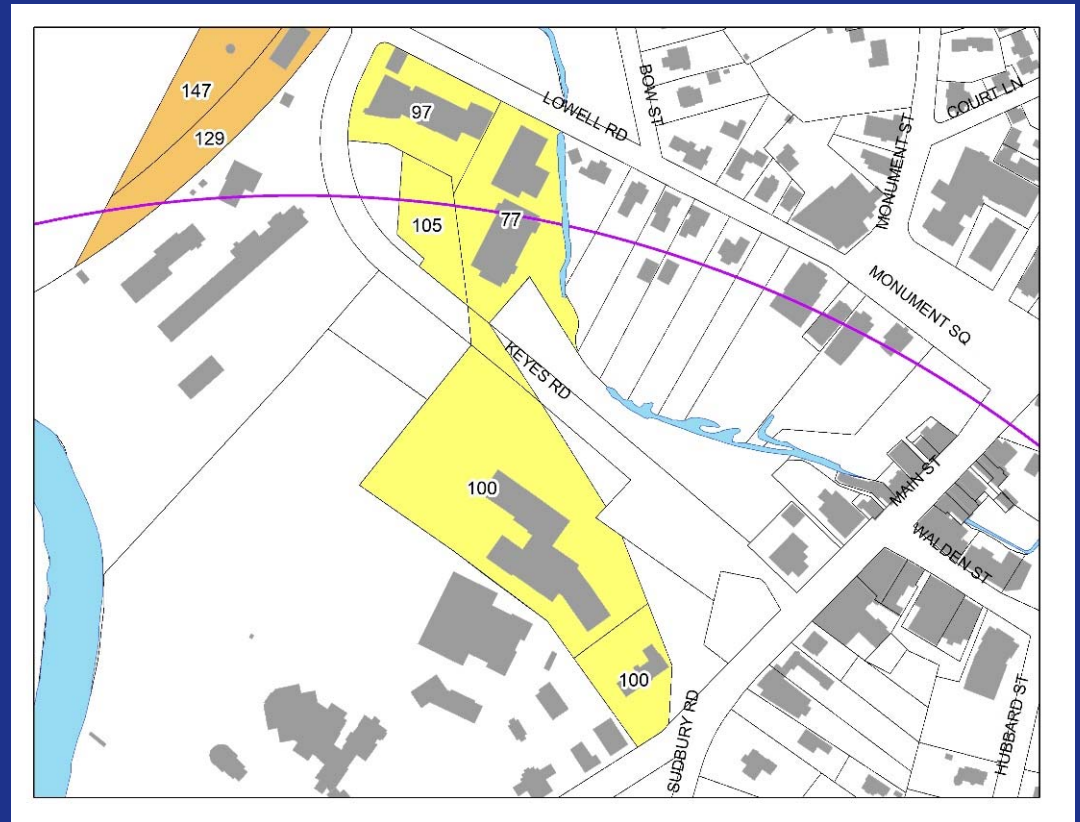 147
129
97
105
77
100
100
LOWELL RD
BOW ST
COURT LN
MONUMENT ST
MONUMENT SQ
KEYES RD
MAIN ST
WALDEN ST
SUDBURY RD
HUBBARD ST